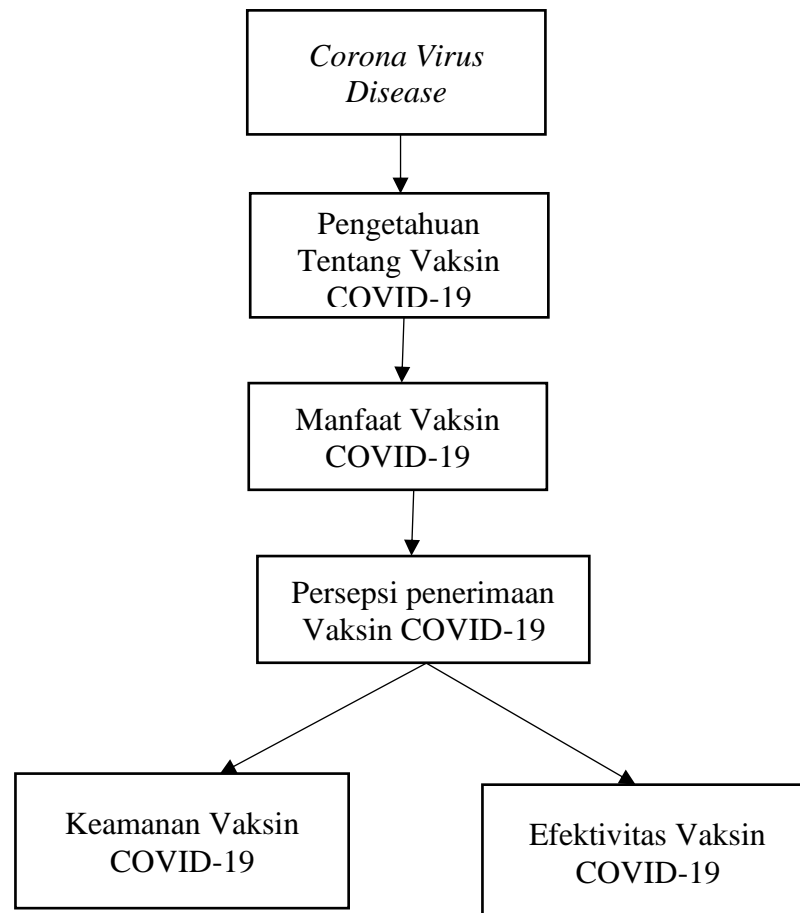 Corona Virus
Disease
Pengetahuan
Tentang Vaksin
COVID-19
Manfaat Vaksin
COVID-19
Persepsi penerimaan
Vaksin COVID-19
Keamanan Vaksin
COVID-19
Efektivitas Vaksin
COVID-19